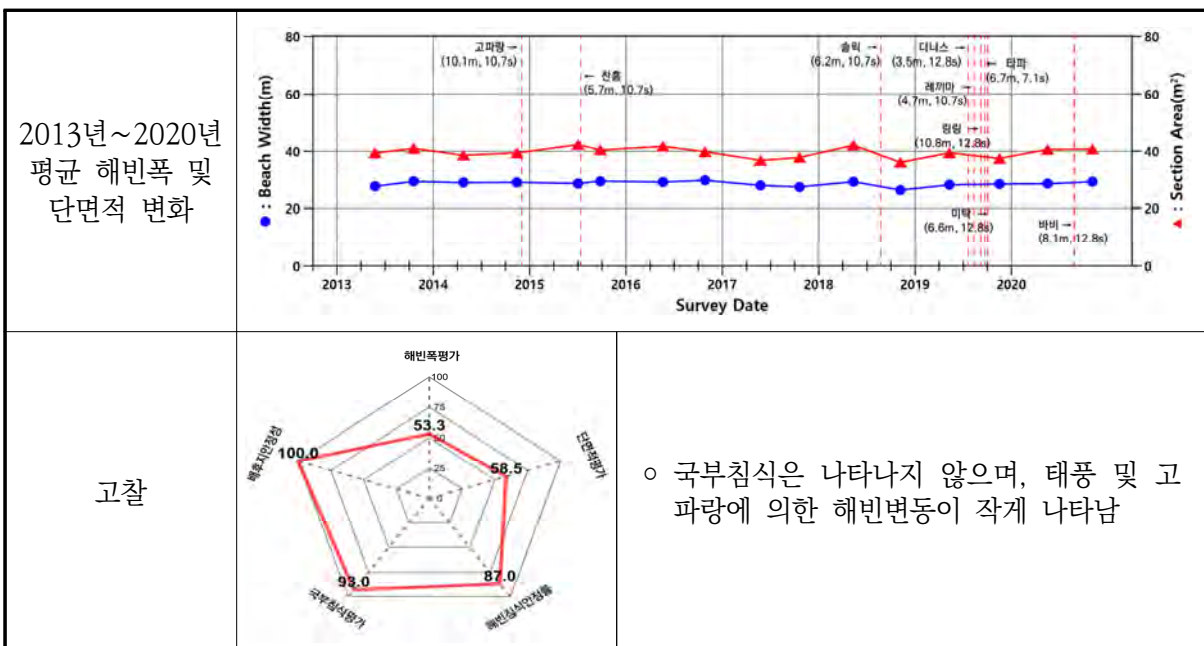 2013년~2020년
평균 해빈폭 및
단면적 변화
● : Beach Width(m)
80
60
40
20
0
고파랑→
(10.1m, 10.7s)
← 찬홈
(5.7m, 10.7s)
솔릭→
(6.2m, 10.7s)
다나스→
(3.5m, 12.8s)
← 타파
(6.7m, 7.1s)
레끼마→
(4.7m, 10.7s)
링링→
(10.8m, 12.8s)
미탁→
(6.6m, 12.8s)
바비→
(8.1m, 12.8s)
80
60
40
20
0
▲ : Section Area(m²)
2013 2014 2015 2016 2017 2018 2019 2020
Survey Date
고찰
해빈폭평가
100
75
50
25
0
53.3
단면적평가
58.5
해빈침식안정률
87.0
국부침식평가
93.0
배후지안정성
100.0
○ 국부침식은 나타나지 않으며, 태풍 및 고
파랑에 의한 해빈변동이 작게 나타남